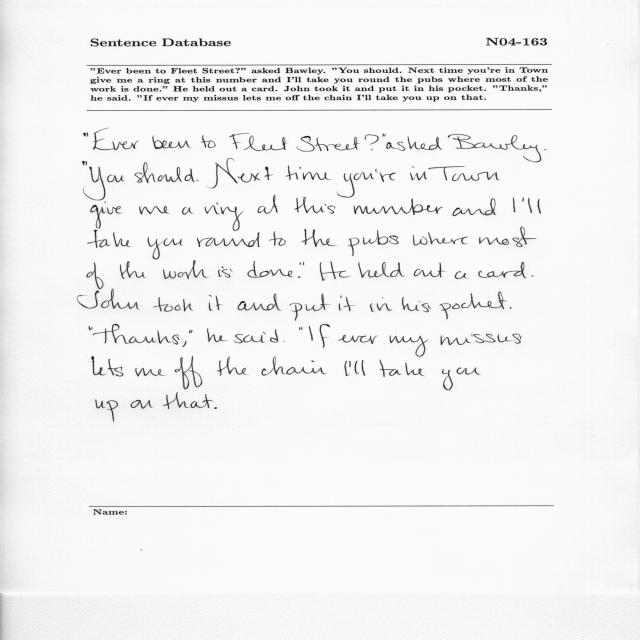 Sentence Database N04-163
"Ever been to Fleet Street?" asked Bawley. "You should. Next time you're in Town
give me a ring at this number and I'll take you round the pubs where most of the
work is done." He held out a card. John took it and put it in his pocket. "Thanks,"
he said. "If ever my missus lets me off the chain I'll take you up on that.
"Ever been to Fleet Street?" asked Bawley.
"You should. Next time you're in Town
give me a ring at this number and I'll
take you round to the pubs where most
of the work is done." He held out a card.
John took it and put it in his pocket.
"Thanks," he said. "If ever my missus
lets me off the chain I'll take you
up on that.
Name: